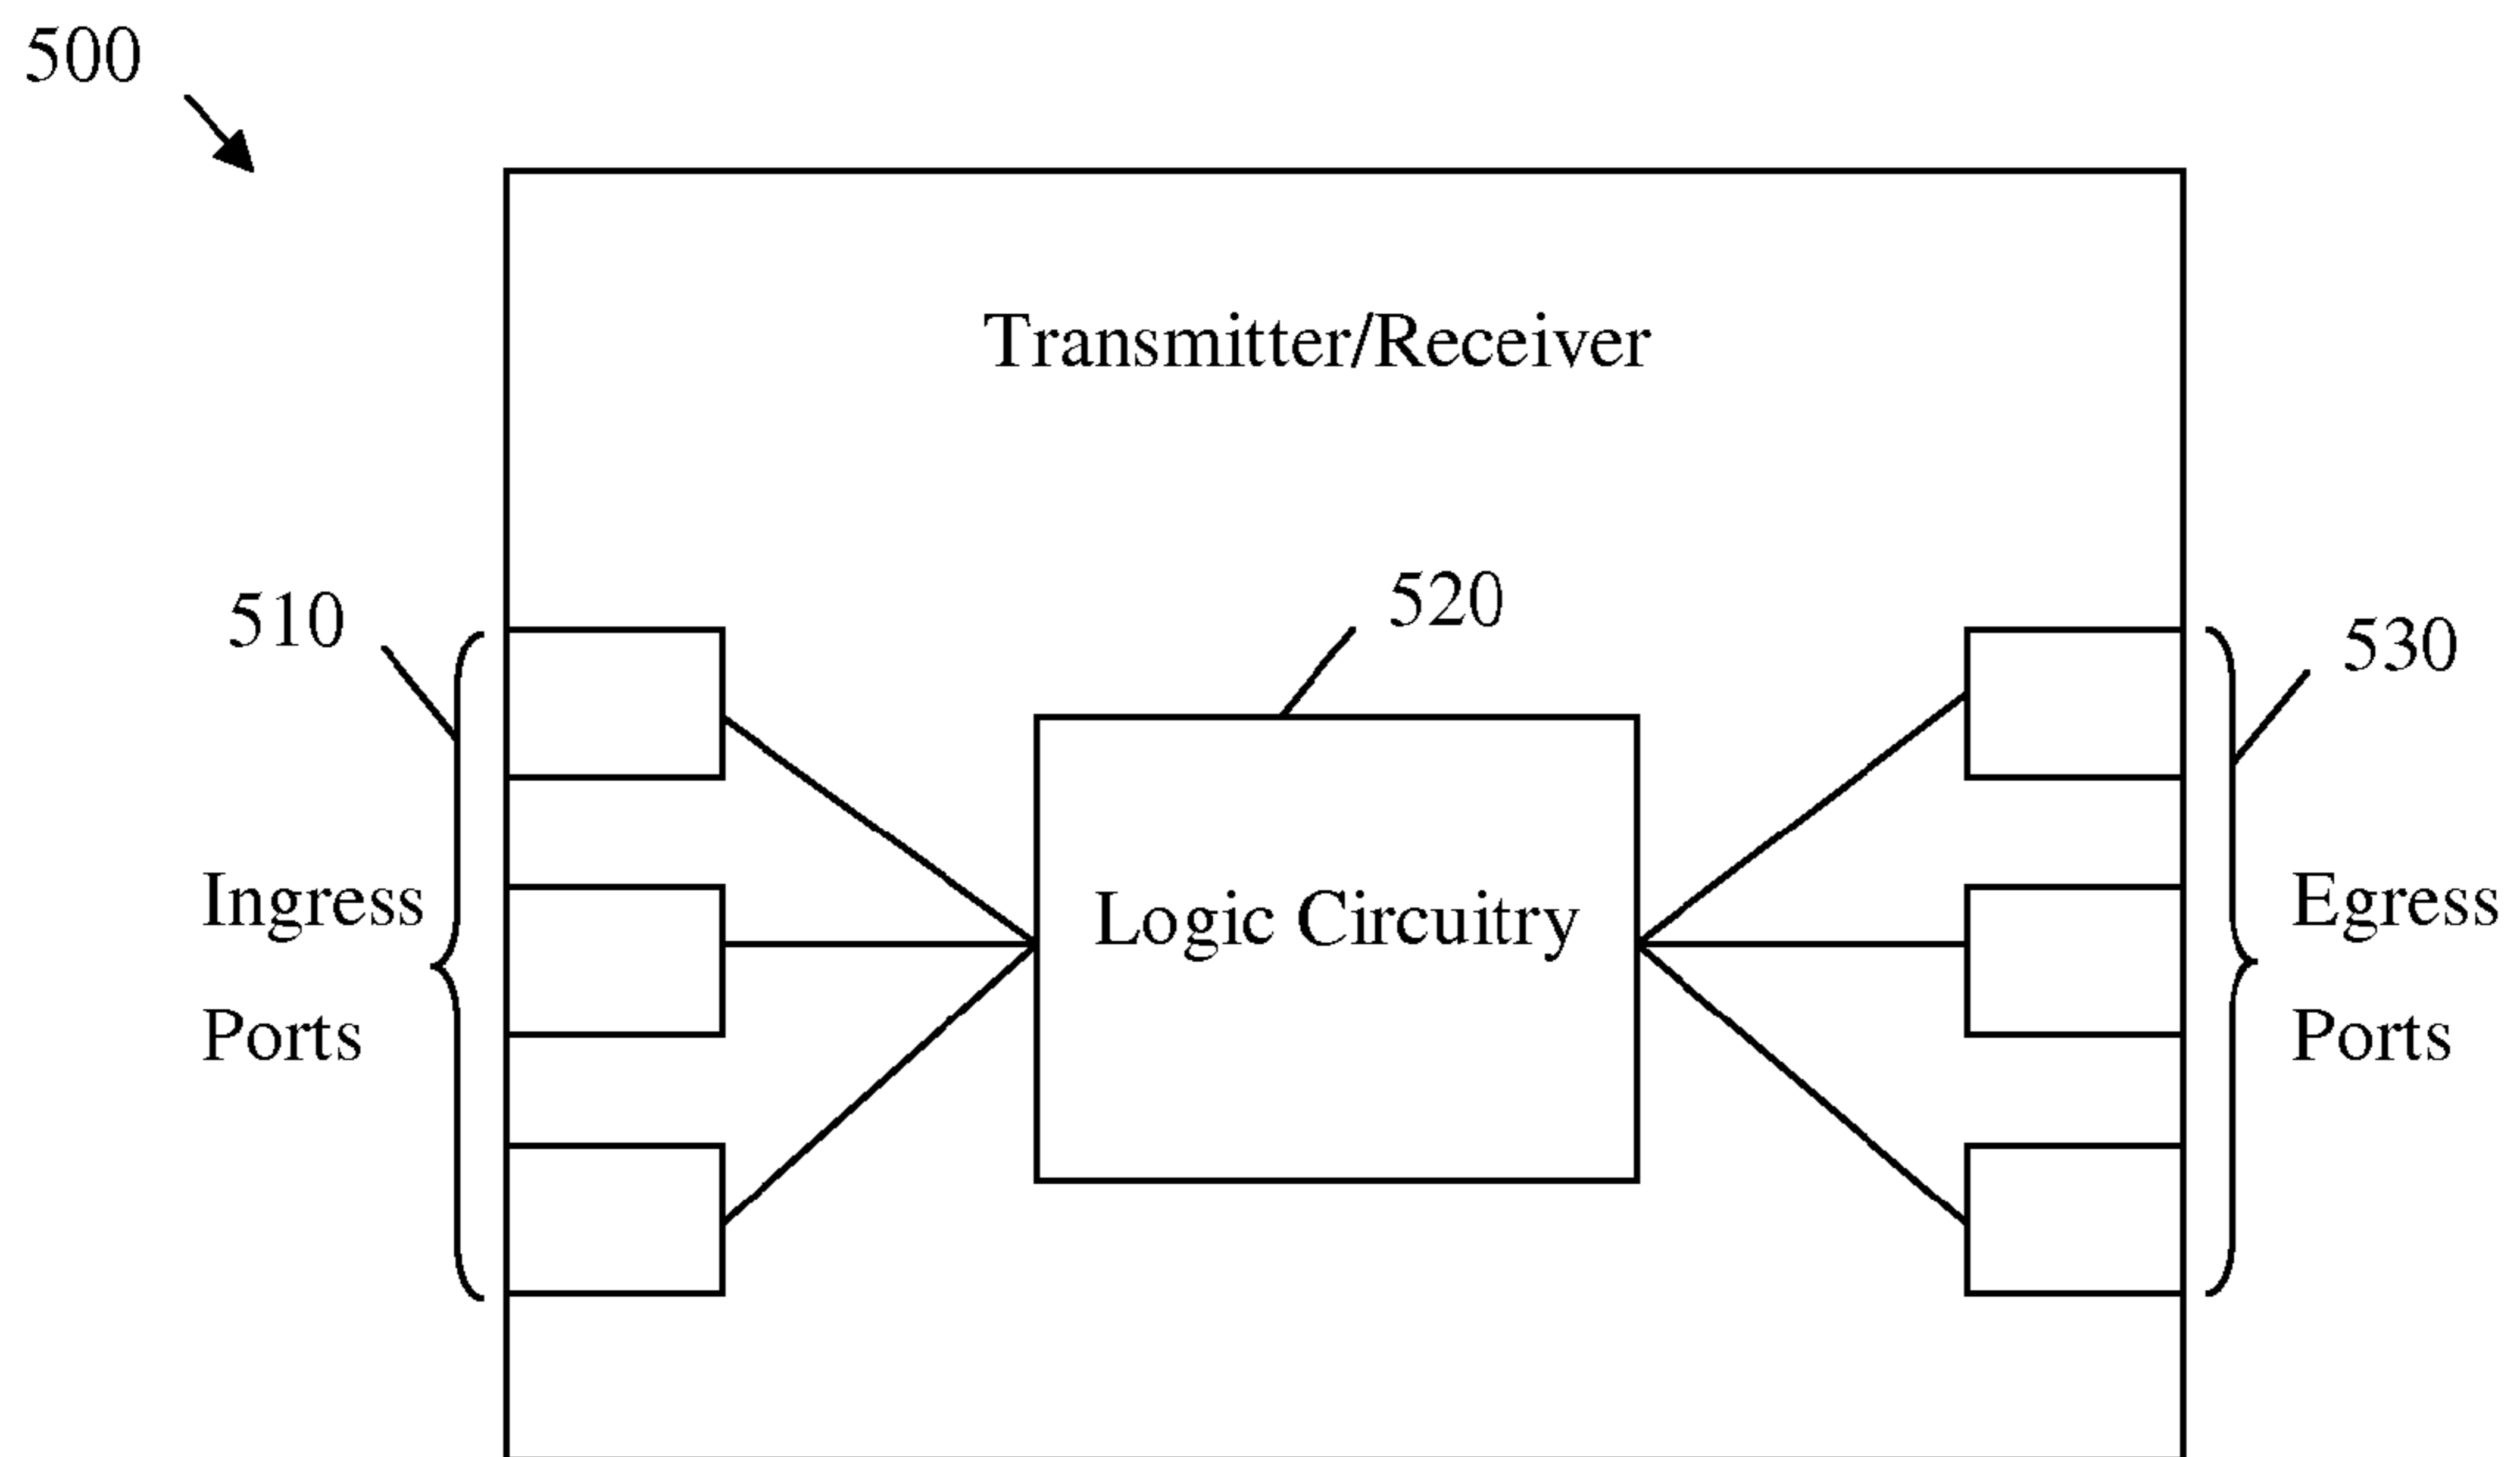 500
Transmitter/Receiver
510
520
530
Ingress
Ports
Logic Circuitry
Egress
Ports